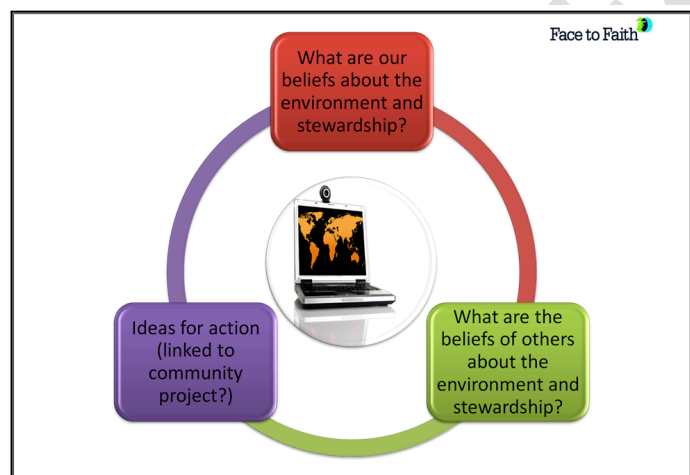 Face to Faith
What are our
beliefs about the
environment and
stewardship?
Ideas for action
(linked to
community
project?)
What are the
beliefs of others
about the
environment and
stewardship?